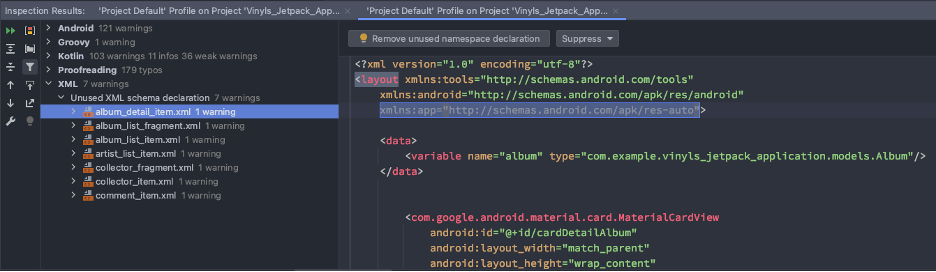 Inspection Results: 'Project Default' Profile on Project 'Vinyls_Jetpack_App... × 'Project Default' Profile on Project 'Vinyls_Jetpack_App... ×
Android 121 warnings
Groovy 1 warning
Kotlin 103 warnings 11 infos 36 weak warnings
Proofreading 179 typos
XML 7 warnings
Unused XML schema declaration 7 warnings
album_detail_item.xml 1 warning
album_list_fragment.xml 1 warning
album_list_item.xml 1 warning
artist_list_item.xml 1 warning
collector_fragment.xml 1 warning
collector_item.xml 1 warning
comment_item.xml 1 warning
Remove unused namespace declaration Suppress
<?xml version="1.0" encoding="utf-8"?>
<layout xmlns:tools="http://schemas.android.com/tools"
xmlns:android="http://schemas.android.com/apk/res/android"
xmlns:app="http://schemas.android.com/apk/res-auto">
<data>
<variable name="album" type="com.example.vinyls_jetpack_application.models.Album"/>
</data>
<com.google.android.material.card.MaterialCardView
android:id="@+id/cardDetailAlbum"
android:layout_width="match_parent"
android:layout_height="wrap_content"